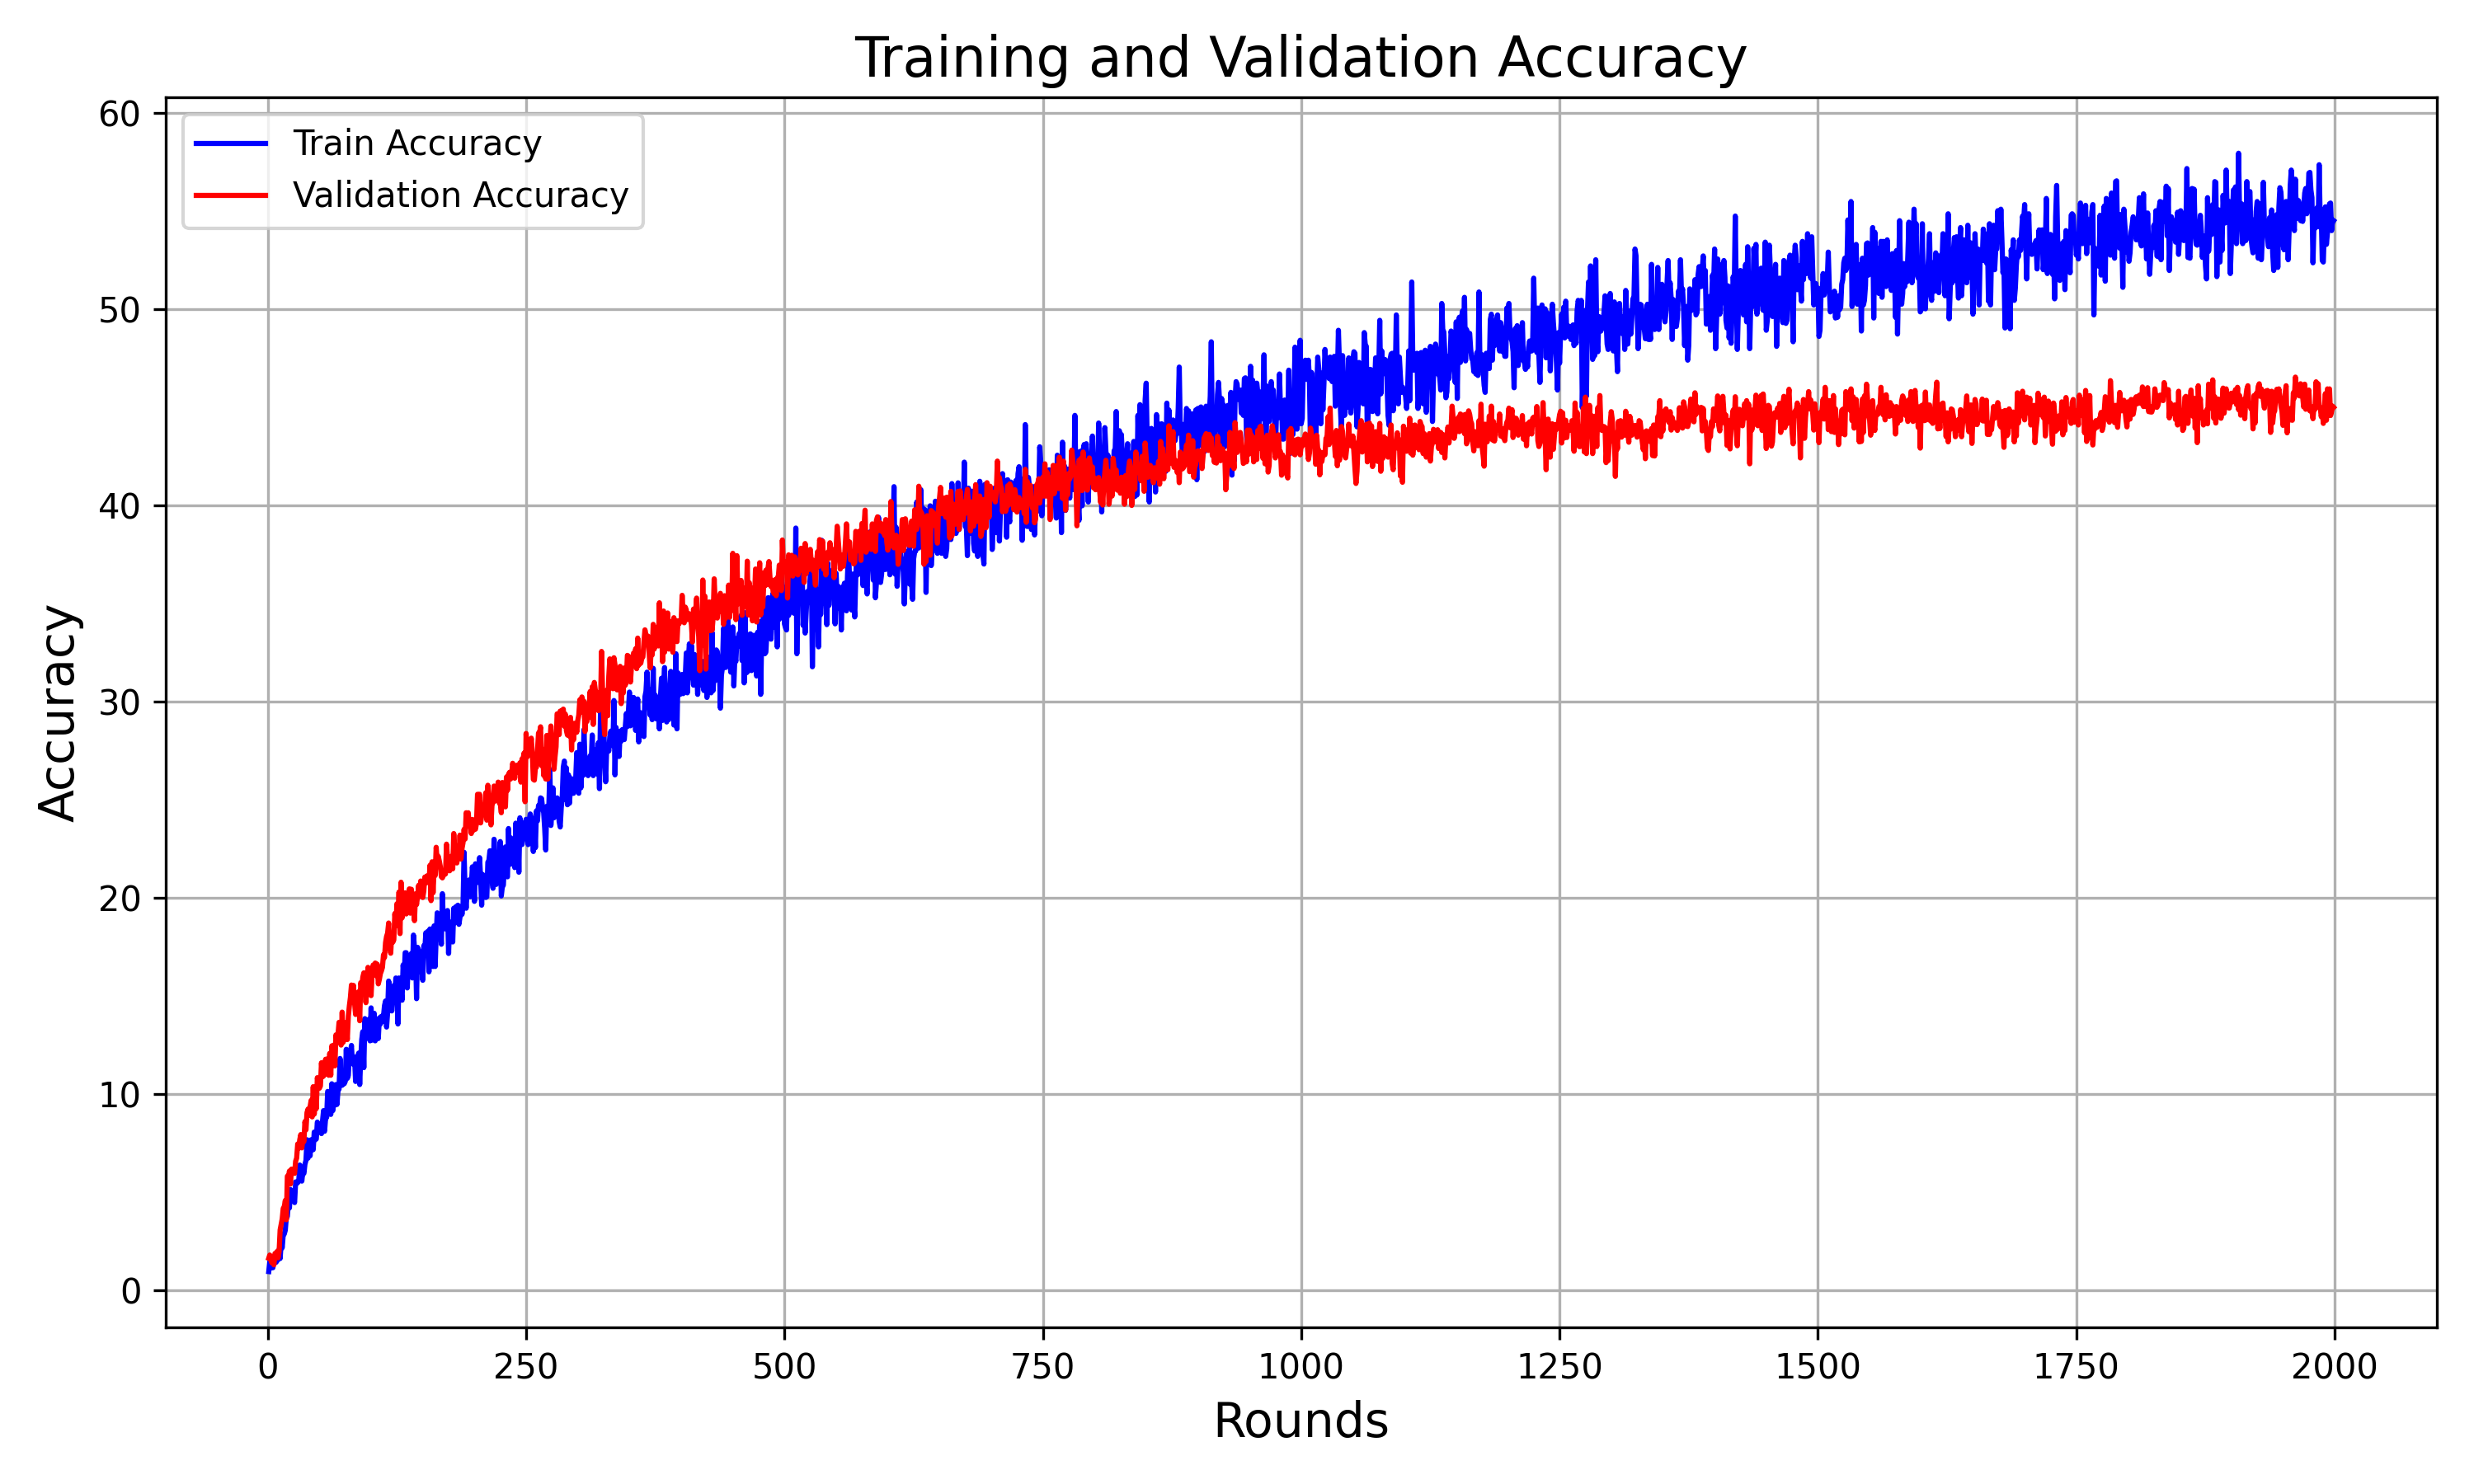 Training and Validation Accuracy
Train Accuracy
Validation Accuracy
Accuracy
60
50
40
30
20
10
0
0 250 500 750 1000 1250 1500 1750 2000
Rounds